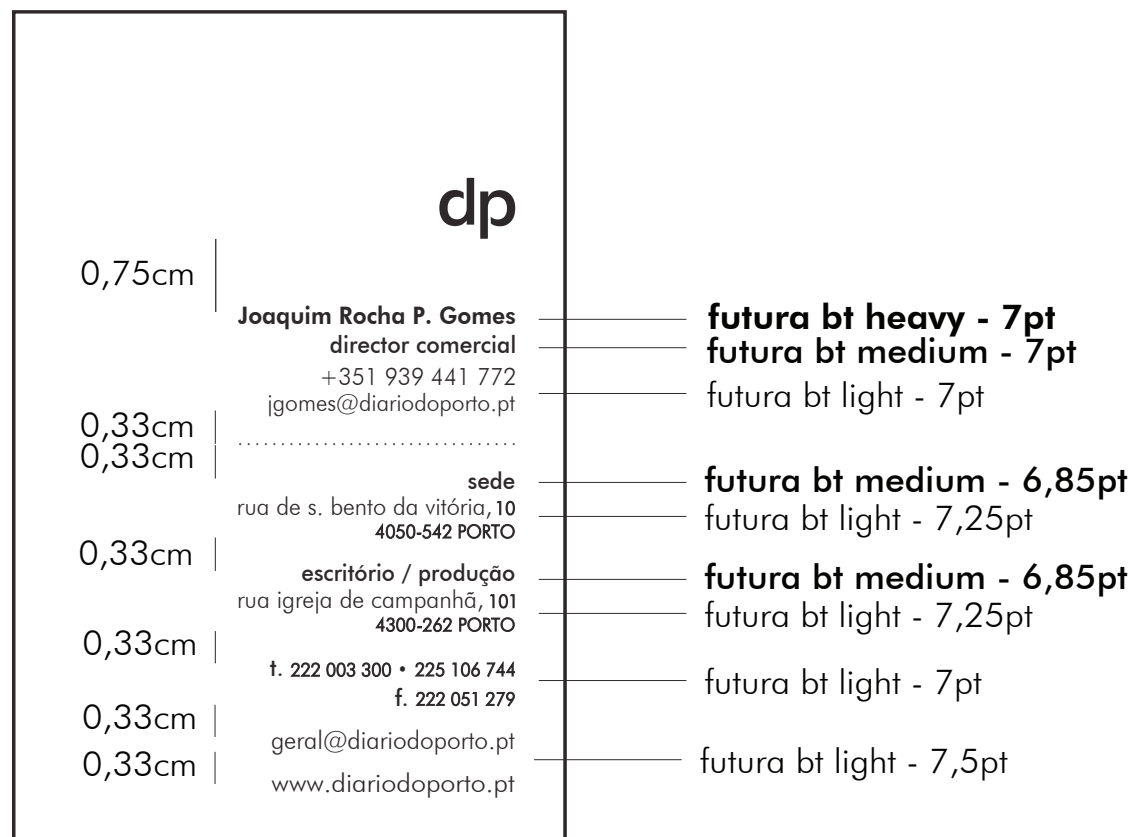 dp
0,75cm
Joaquim Rocha P. Gomes
futura bt heavy - 7pt
director comercial
futura bt medium - 7pt
+351 939 441 772
jgomes@diariodoporto.pt
futura bt light - 7pt
0,33cm
0,33cm
................................
sede
futura bt medium - 6,85pt
rua de s. bento da vitória, 10
4050-542 PORTO
futura bt light - 7,25pt
0,33cm
escritório / produção
futura bt medium - 6,85pt
rua igreja de campanhã, 101
4300-262 PORTO
futura bt light - 7,25pt
0,33cm
t. 222 003 300 • 225 106 744
f. 222 051 279
futura bt light - 7pt
0,33cm
geral@diariodoporto.pt
0,33cm
www.diariodoporto.pt
futura bt light - 7,5pt